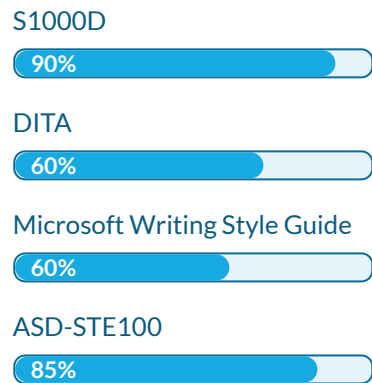 S1000D
90%
DITA
60%
Microsoft Writing Style Guide
60%
ASD-STE100
85%